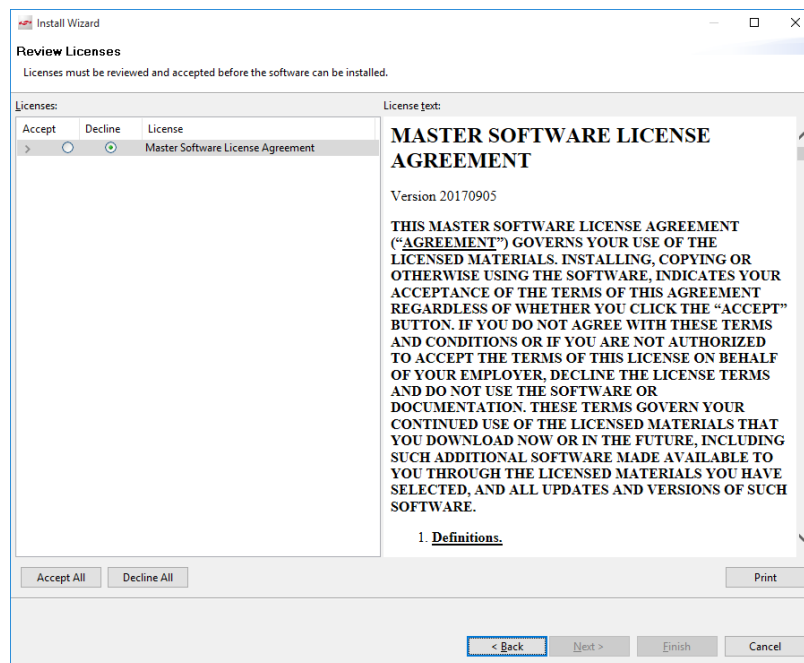 Install Wizard
Review Licenses
Licenses must be reviewed and accepted before the software can be installed.
Licenses:
Accept Decline License
Master Software License Agreement
License text:
MASTER SOFTWARE LICENSE
AGREEMENT
Version 20170905
THIS MASTER SOFTWARE LICENSE AGREEMENT
(“AGREEMENT”) GOVERNS YOUR USE OF THE
LICENSED MATERIALS. INSTALLING, COPYING OR
OTHERWISE USING THE SOFTWARE, INDICATES YOUR
ACCEPTANCE OF THE TERMS OF THIS AGREEMENT
REGARDLESS OF WHETHER YOU CLICK THE “ACCEPT”
BUTTON. IF YOU DO NOT AGREE WITH THESE TERMS
AND CONDITIONS OR IF YOU ARE NOT AUTHORIZED
TO ACCEPT THE TERMS OF THIS LICENSE ON BEHALF
OF YOUR EMPLOYER, DECLINE THE LICENSE TERMS
AND DO NOT USE THE SOFTWARE OR
DOCUMENTATION. THESE TERMS GOVERN YOUR
CONTINUED USE OF THE LICENSED MATERIALS THAT
YOU DOWNLOAD NOW OR IN THE FUTURE, INCLUDING
SUCH ADDITIONAL SOFTWARE MADE AVAILABLE TO
YOU THROUGH THE LICENSED MATERIALS YOU HAVE
SELECTED, AND ALL UPDATES AND VERSIONS OF SUCH
SOFTWARE.
1. Definitions.
Accept All Decline All Print
< Back Next > Finish Cancel